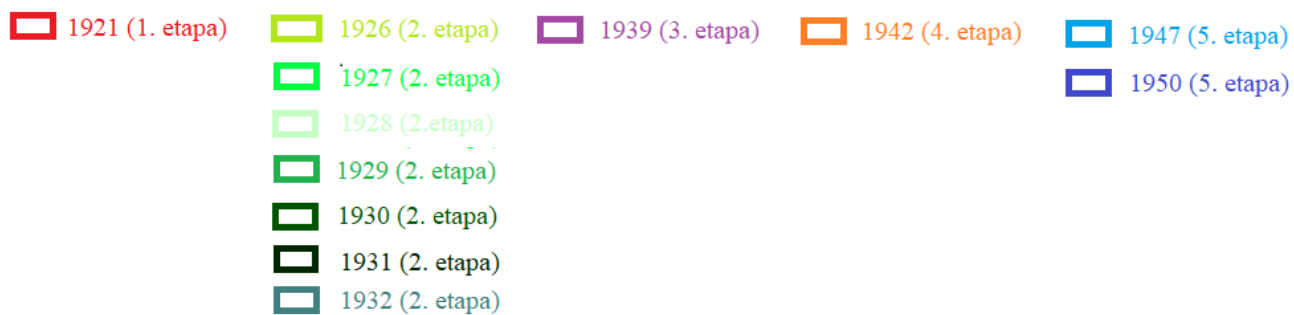 1921 (1. etapa)
1926 (2. etapa)
1927 (2. etapa)
1928 (2.etapa)
1929 (2. etapa)
1930 (2. etapa)
1931 (2. etapa)
1932 (2. etapa)
1939 (3. etapa)
1942 (4. etapa)
1947 (5. etapa)
1950 (5. etapa)